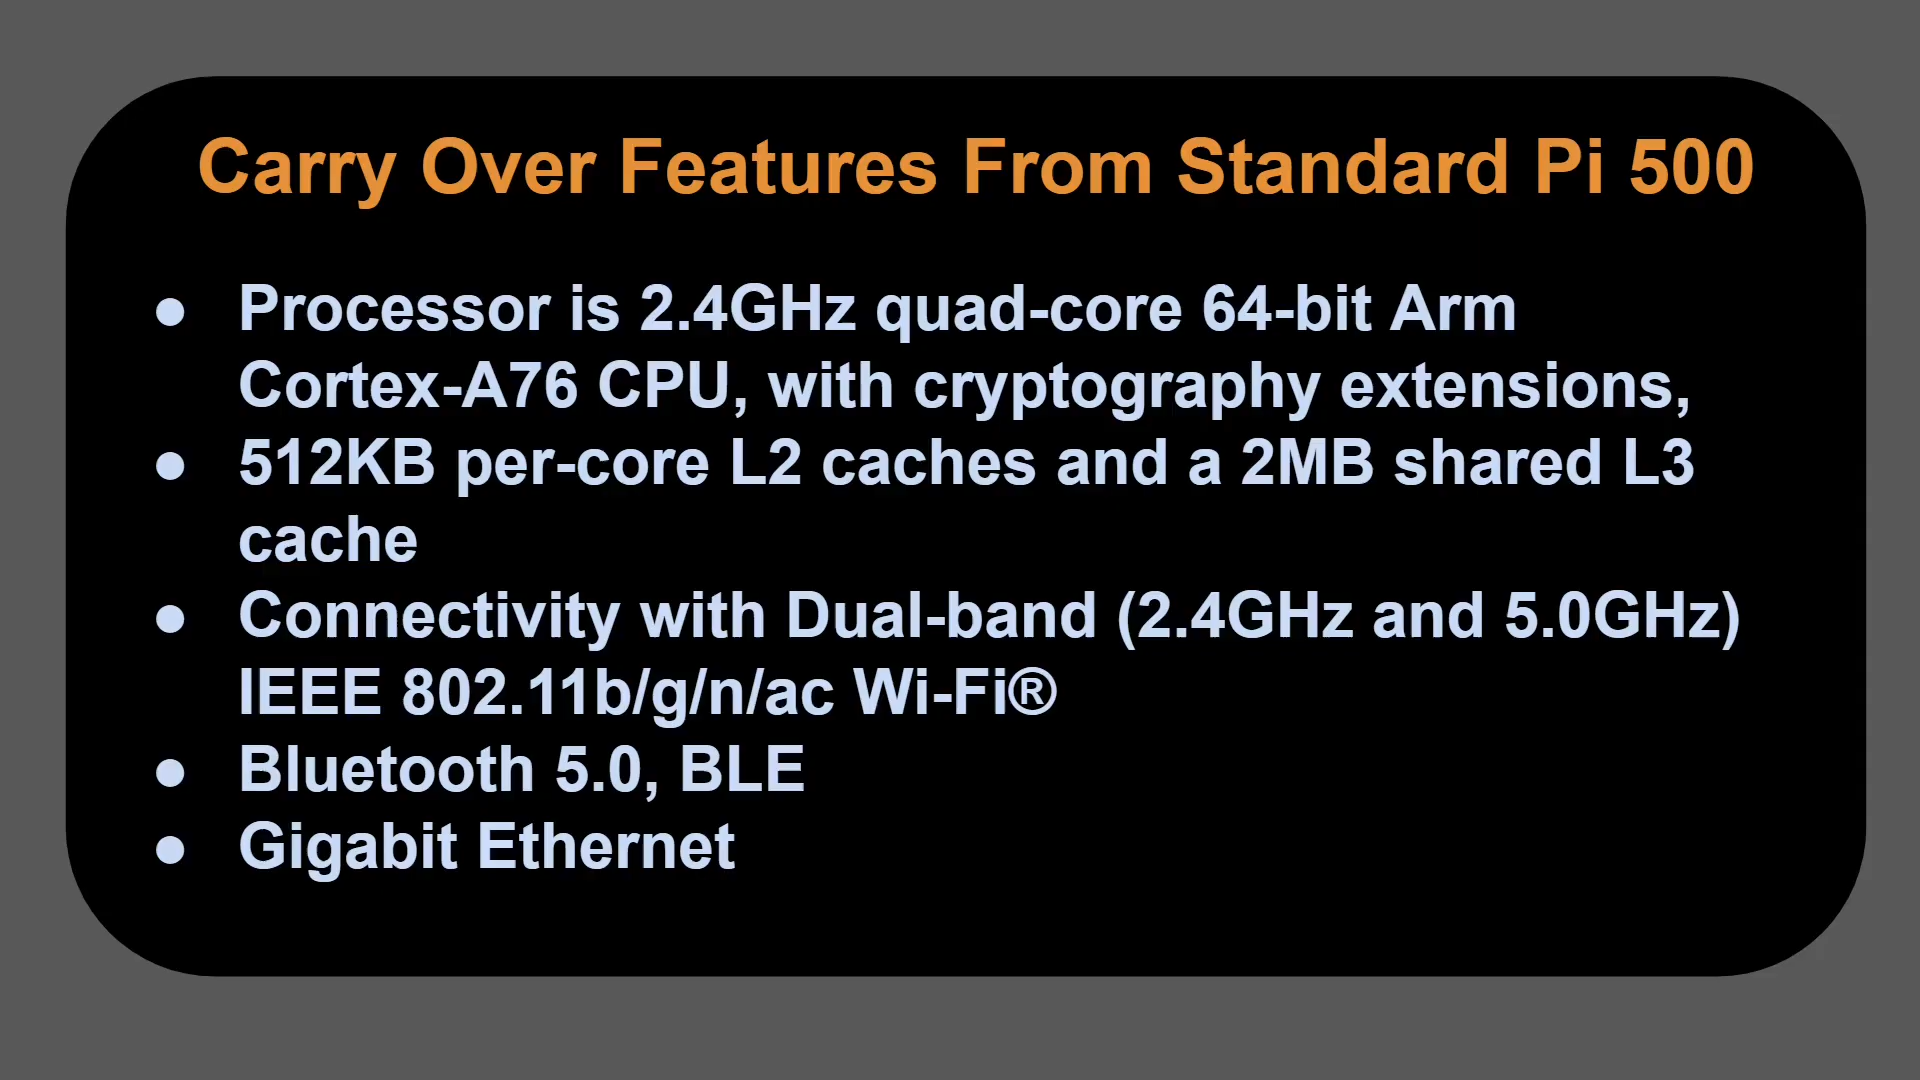 Carry Over Features From Standard Pi 500
● Processor is 2.4GHz quad-core 64-bit Arm
Cortex-A76 CPU, with cryptography extensions,
● 512KB per-core L2 caches and a 2MB shared L3
cache
● Connectivity with Dual-band (2.4GHz and 5.0GHz)
IEEE 802.11b/g/n/ac Wi-Fi®
● Bluetooth 5.0, BLE
● Gigabit Ethernet